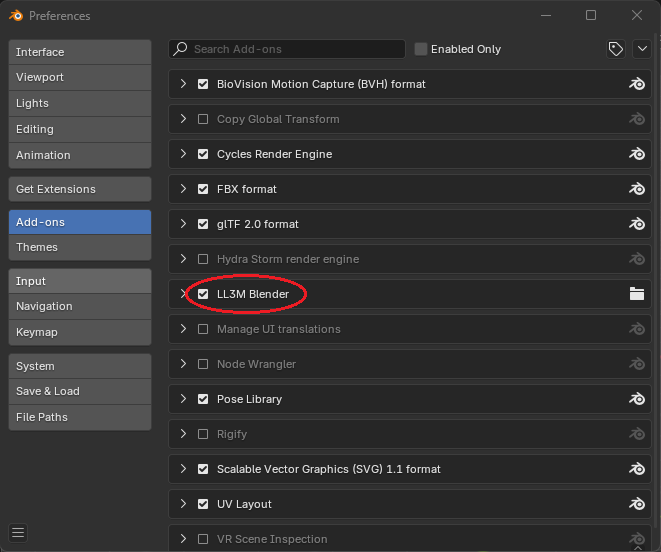 Preferences
Interface
Viewport
Lights
Editing
Animation
Get Extensions
Add-ons
Themes
Input
Navigation
Keymap
System
Save & Load
File Paths
Search Add-ons
Enabled Only
BioVision Motion Capture (BVH) format
Copy Global Transform
Cycles Render Engine
FBX format
glTF 2.0 format
Hydra Storm render engine
LL3M Blender
Manage UI translations
Node Wrangler
Pose Library
Rigify
Scalable Vector Graphics (SVG) 1.1 format
UV Layout
VR Scene Inspection